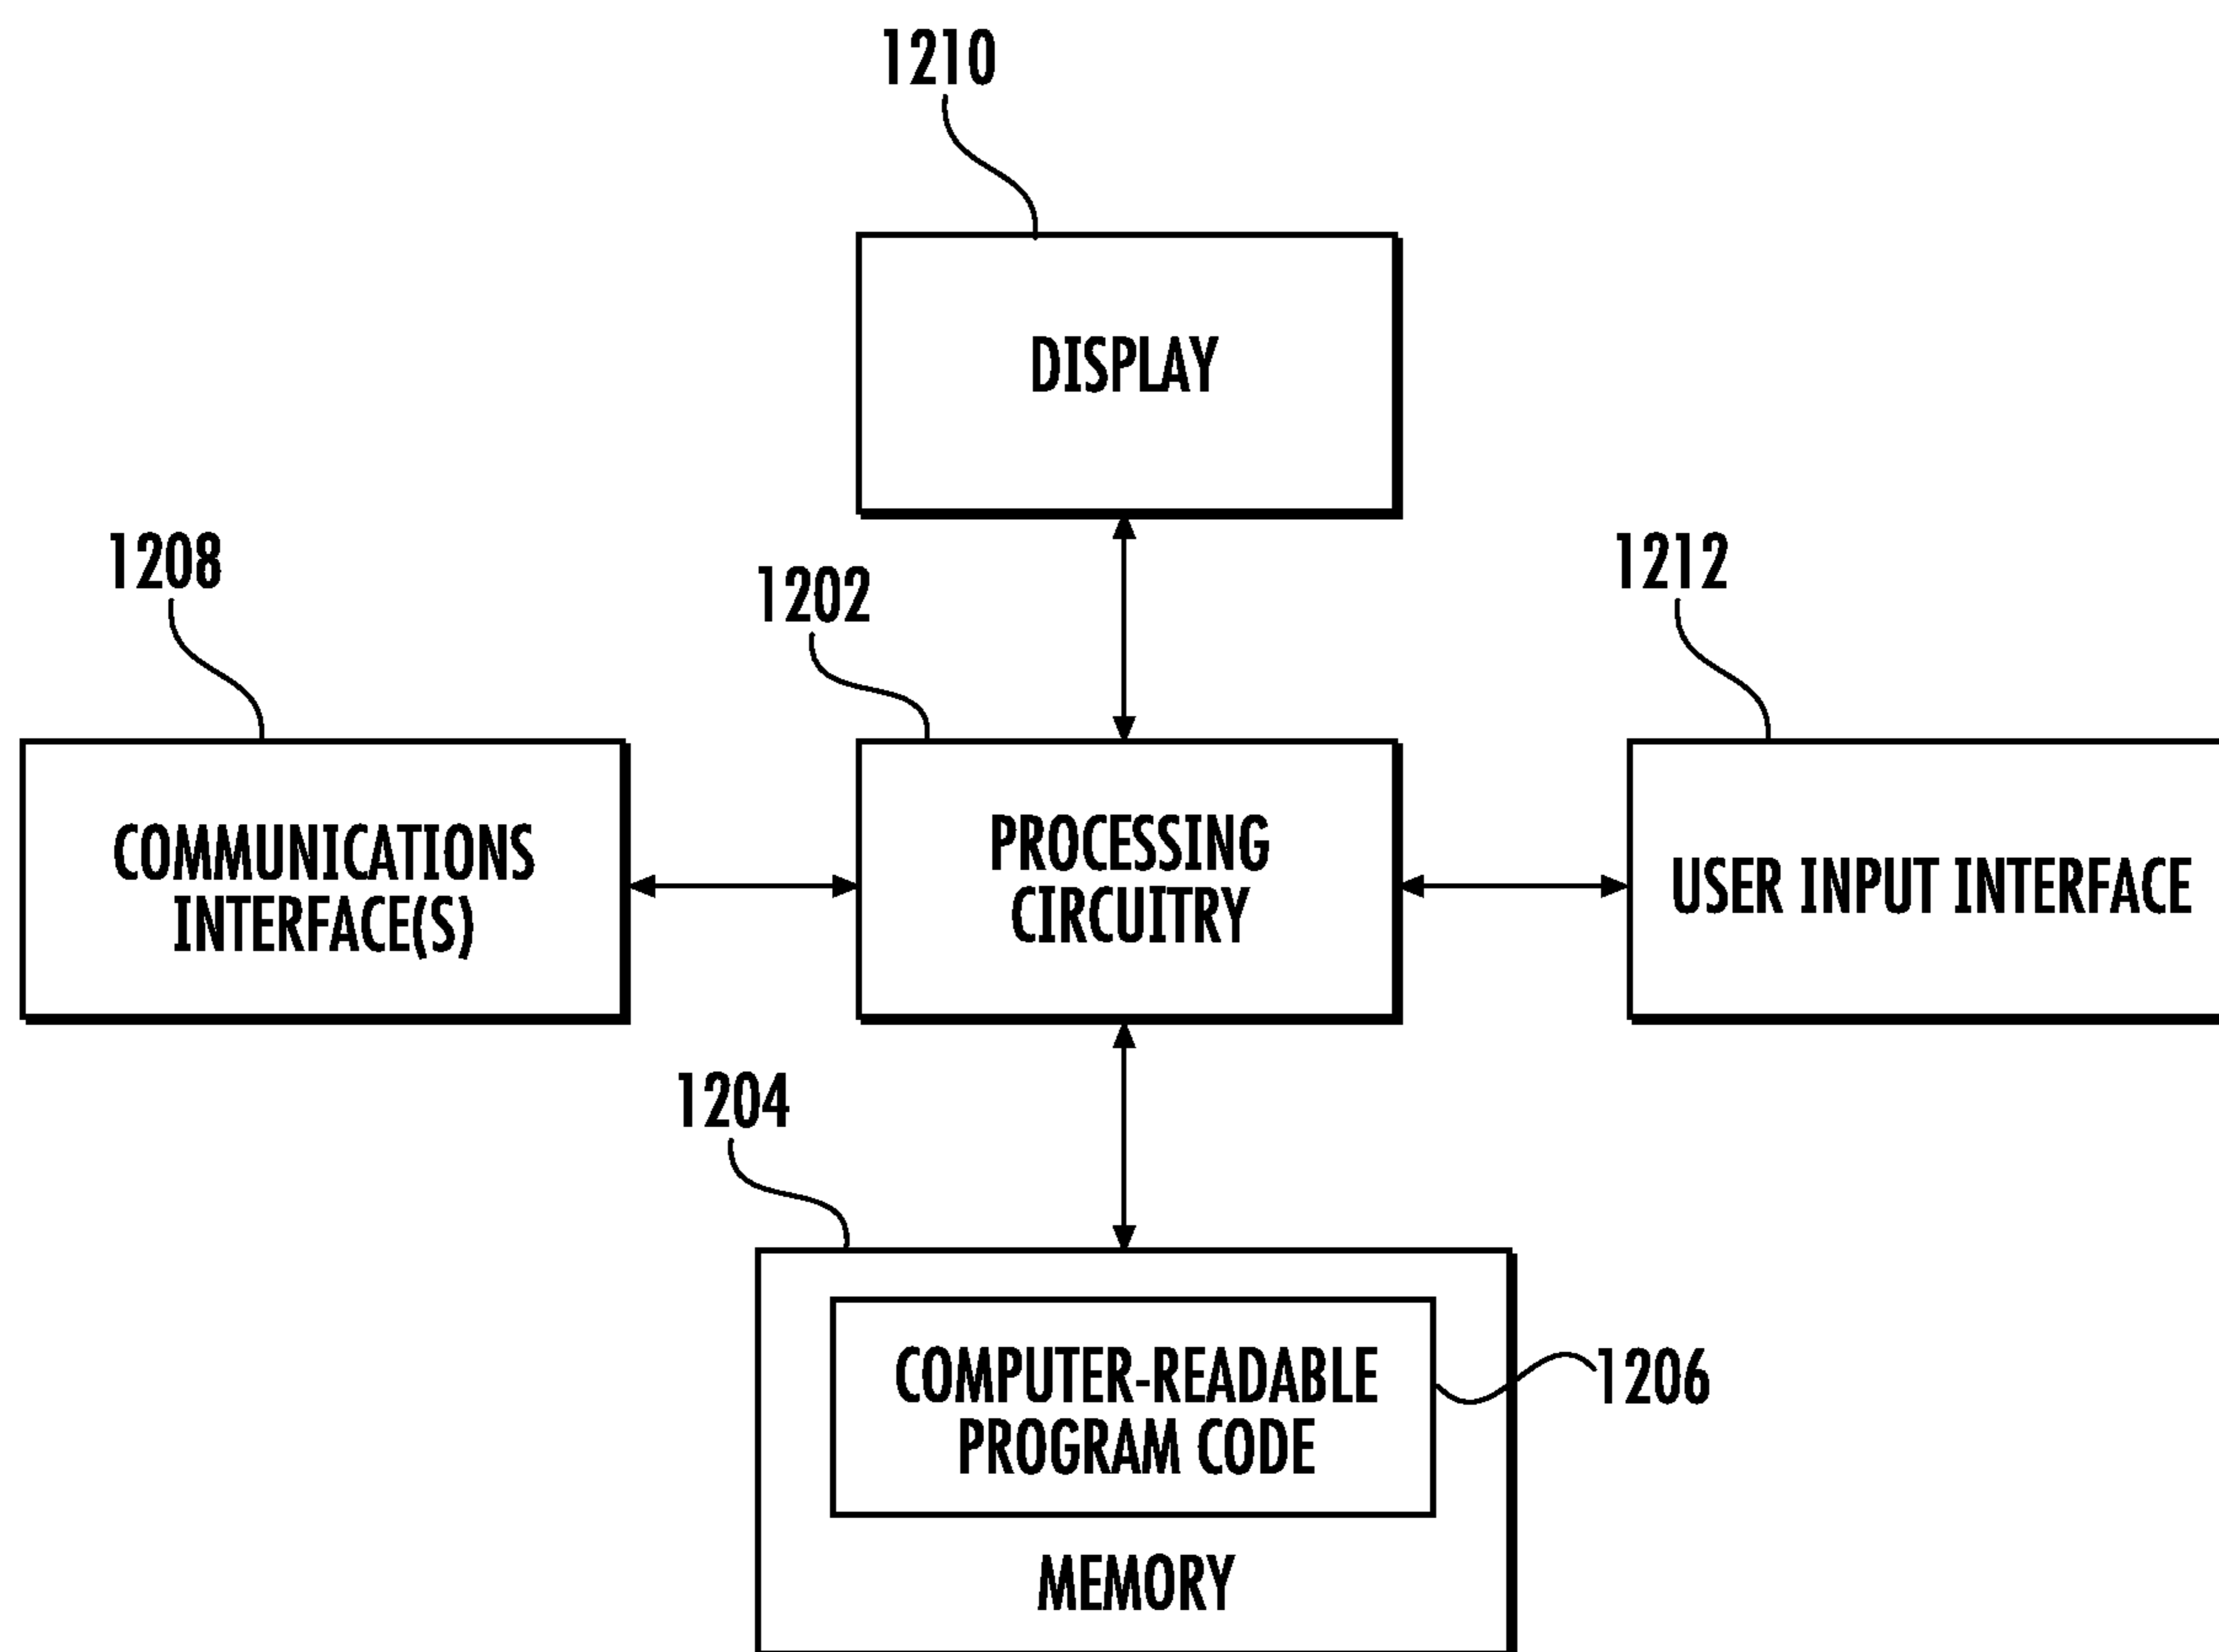 1210
DISPLAY
1208
1202
1212
COMMUNICATIONS
INTERFACE(S)
PROCESSING
CIRCUITRY
USER INPUT INTERFACE
1204
COMPUTER-READABLE
PROGRAM CODE
1206
MEMORY